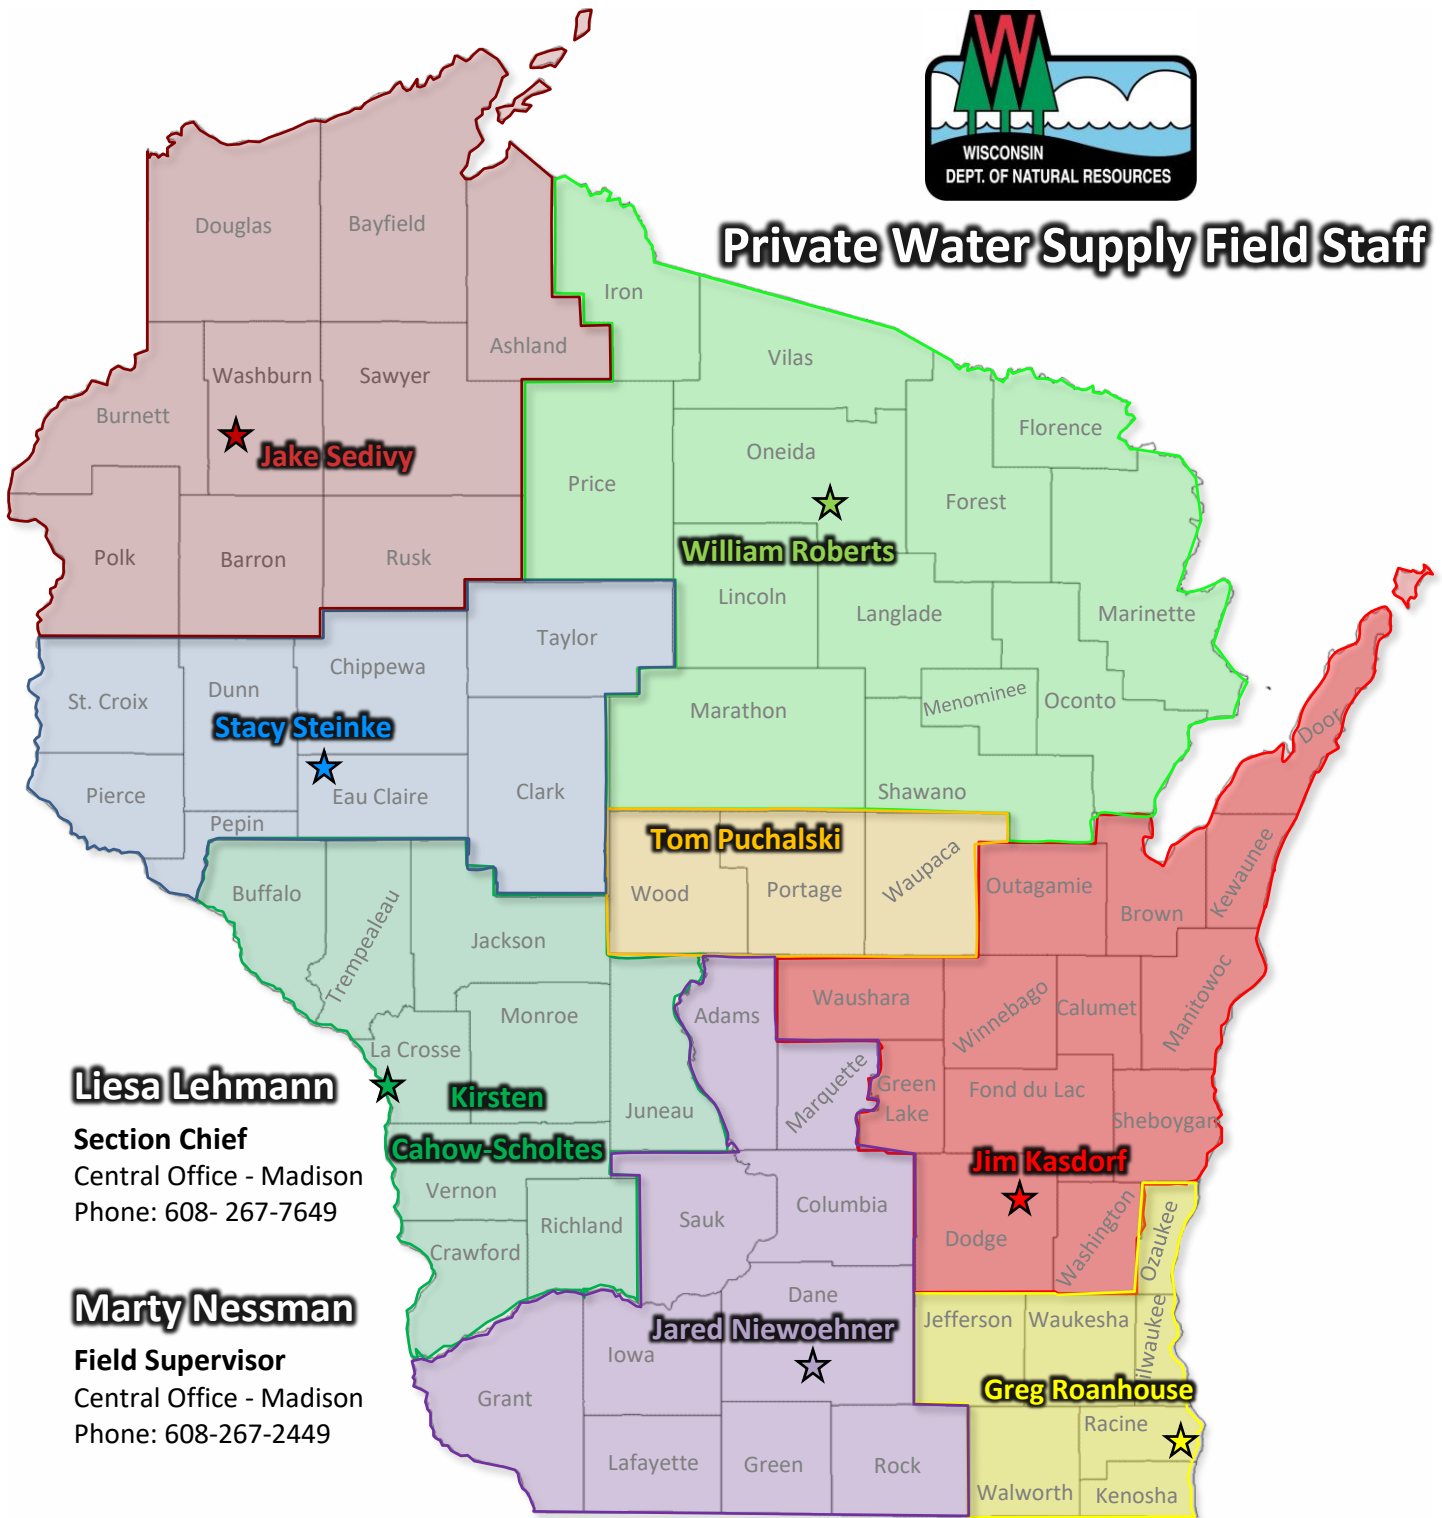 WISCONSIN
DEPT. OF NATURAL RESOURCES
Private Water Supply Field Staff
Douglas
Bayfield
Iron
Ashland
Vilas
Washburn
Sawyer
Burnett
Florence
Jake Sedivy
Oneida
Price
Forest
William Roberts
Polk
Barron
Rusk
Lincoln
Langlade
Marinette
Taylor
Chippewa
St. Croix
Dunn
Menominee
Oconto
Marathon
Stacy Steinke
Door
Pierce
Eau Claire
Clark
Shawano
Pepin
Tom Puchalski
Waupaca
Kewaunee
Buffalo
Wood
Portage
Outagamie
Brown
Trempealeau
Jackson
Waushara
Winnebago
Calumet
Manitowoc
Monroe
Adams
La Crosse
Marquette
Green
Lake
Fond du Lac
Sheboygan
Liesa Lehmann
Kirsten
Cahow-Scholtes
Juneau
Section Chief
Central Office - Madison
Phone: 608- 267-7649
Jim Kasdorf
Vernon
Richland
Sauk
Columbia
Dodge
Washington
Ozaukee
Crawford
Marty Nessman
Field Supervisor
Central Office - Madison
Phone: 608-267-2449
Dane
Jared Niewoehner
Jefferson
Waukesha
ilwaukee
Iowa
Grant
Greg Roanhouse
Racine
Lafayette
Green
Rock
Walworth
Kenosha